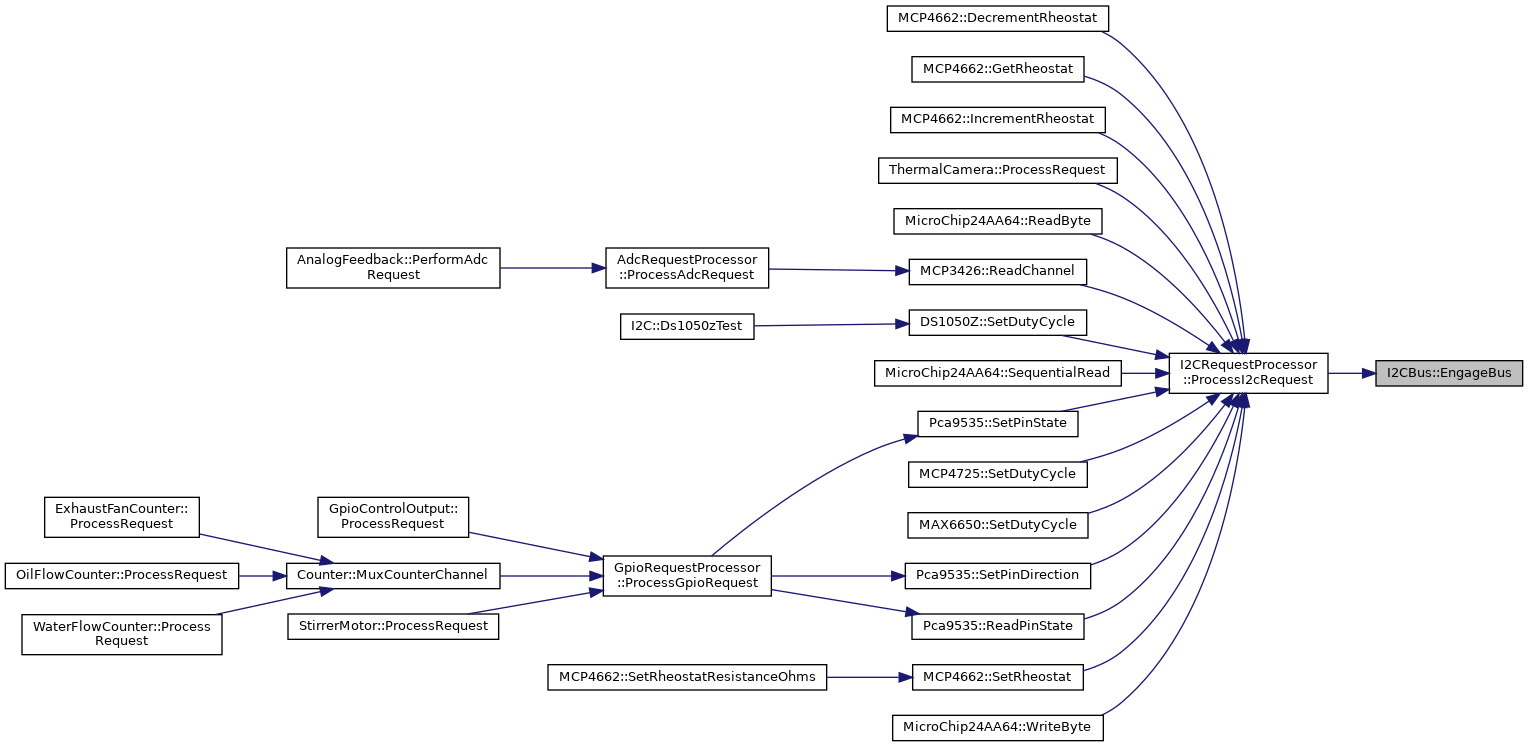 MCP4662::DecrementRheostat
MCP4662::GetRheostat
MCP4662::IncrementRheostat
ThermalCamera::ProcessRequest
MicroChip24AA64::ReadByte
AnalogFeedback::PerformAdc
Request
AdcRequestProcessor
::ProcessAdcRequest
MCP3426::ReadChannel
I2C::Ds1050zTest
DS1050Z::SetDutyCycle
I2CRequestProcessor
::ProcessI2cRequest
I2CBus::EngageBus
MicroChip24AA64::SequentialRead
Pca9535::SetPinState
MCP4725::SetDutyCycle
MAX6650::SetDutyCycle
ExhaustFanCounter::
ProcessRequest
GpioControlOutput::
ProcessRequest
OilFlowCounter::ProcessRequest
Counter::MuxCounterChannel
GpioRequestProcessor
::ProcessGpioRequest
Pca9535::SetPinDirection
WaterFlowCounter::Process
Request
StirrerMotor::ProcessRequest
Pca9535::ReadPinState
MCP4662::SetRheostatResistanceOhms
MCP4662::SetRheostat
MicroChip24AA64::WriteByte